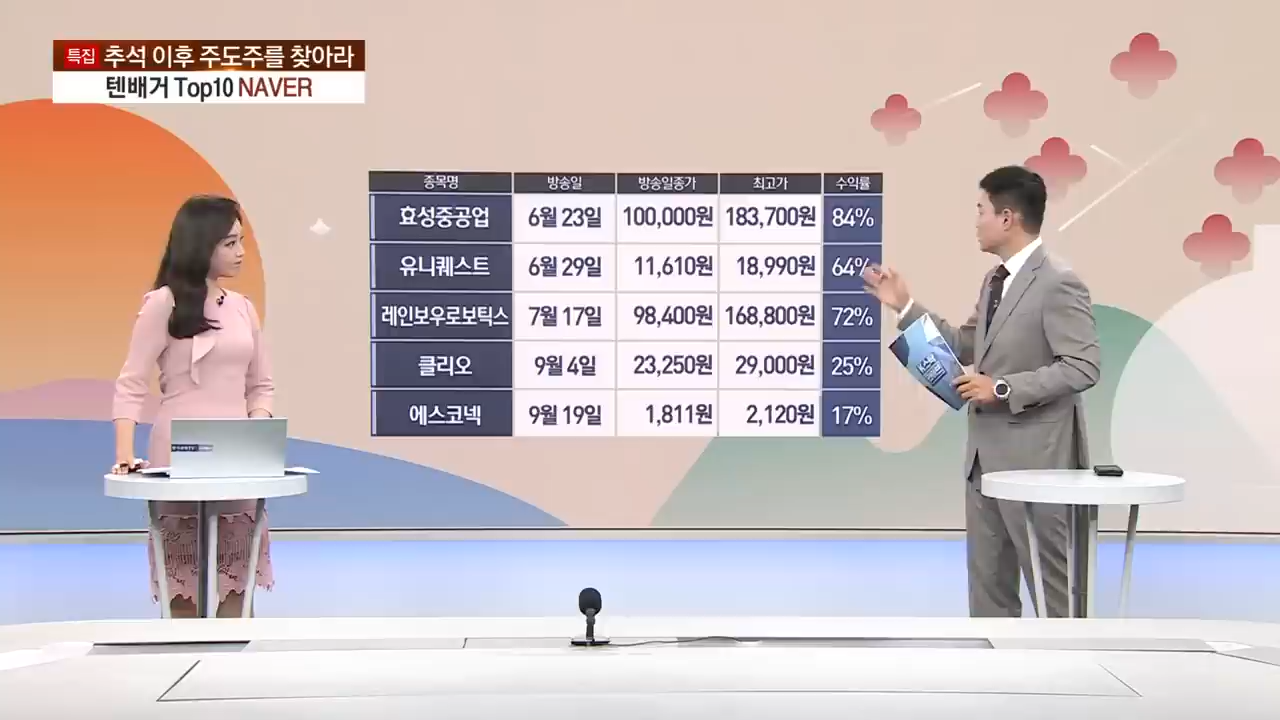 특집 추석 이후 주도주를 찾아라
텐배거 Top10 NAVER
종목명 방송일 방송일종가 최고가 수익률
효성중공업 6월 23일 100,000원 183,700원 84%
유니퀘스트 6월 29일 11,610원 18,990원 64%
레인보우로보틱스 7월 17일 98,400원 168,800원 72%
클리오 9월 4일 23,250원 29,000원 25%
에스코넥 9월 19일 1,811원 2,120원 17%